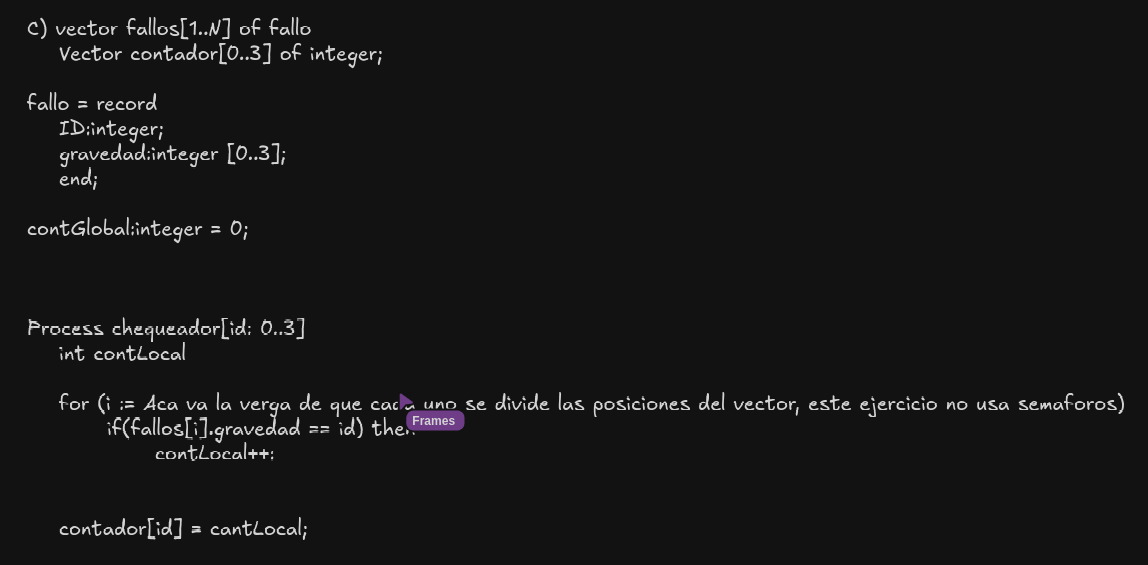 C) vector fallos[1..N] of fallo
Vector contador[0..3] of integer;
fallo = record
ID:integer;
gravedad:integer [0..3];
end;
contGlobal:integer = 0;
Process chequeador[id: 0..3]
int contLocal
for (i := Aca va la verga de que cada uno se divide las posiciones del vector, este ejercicio no usa semaforos)
Frames
if(fallos[i].gravedad == id) then
contLocal++;
contador[id] = cantLocal;